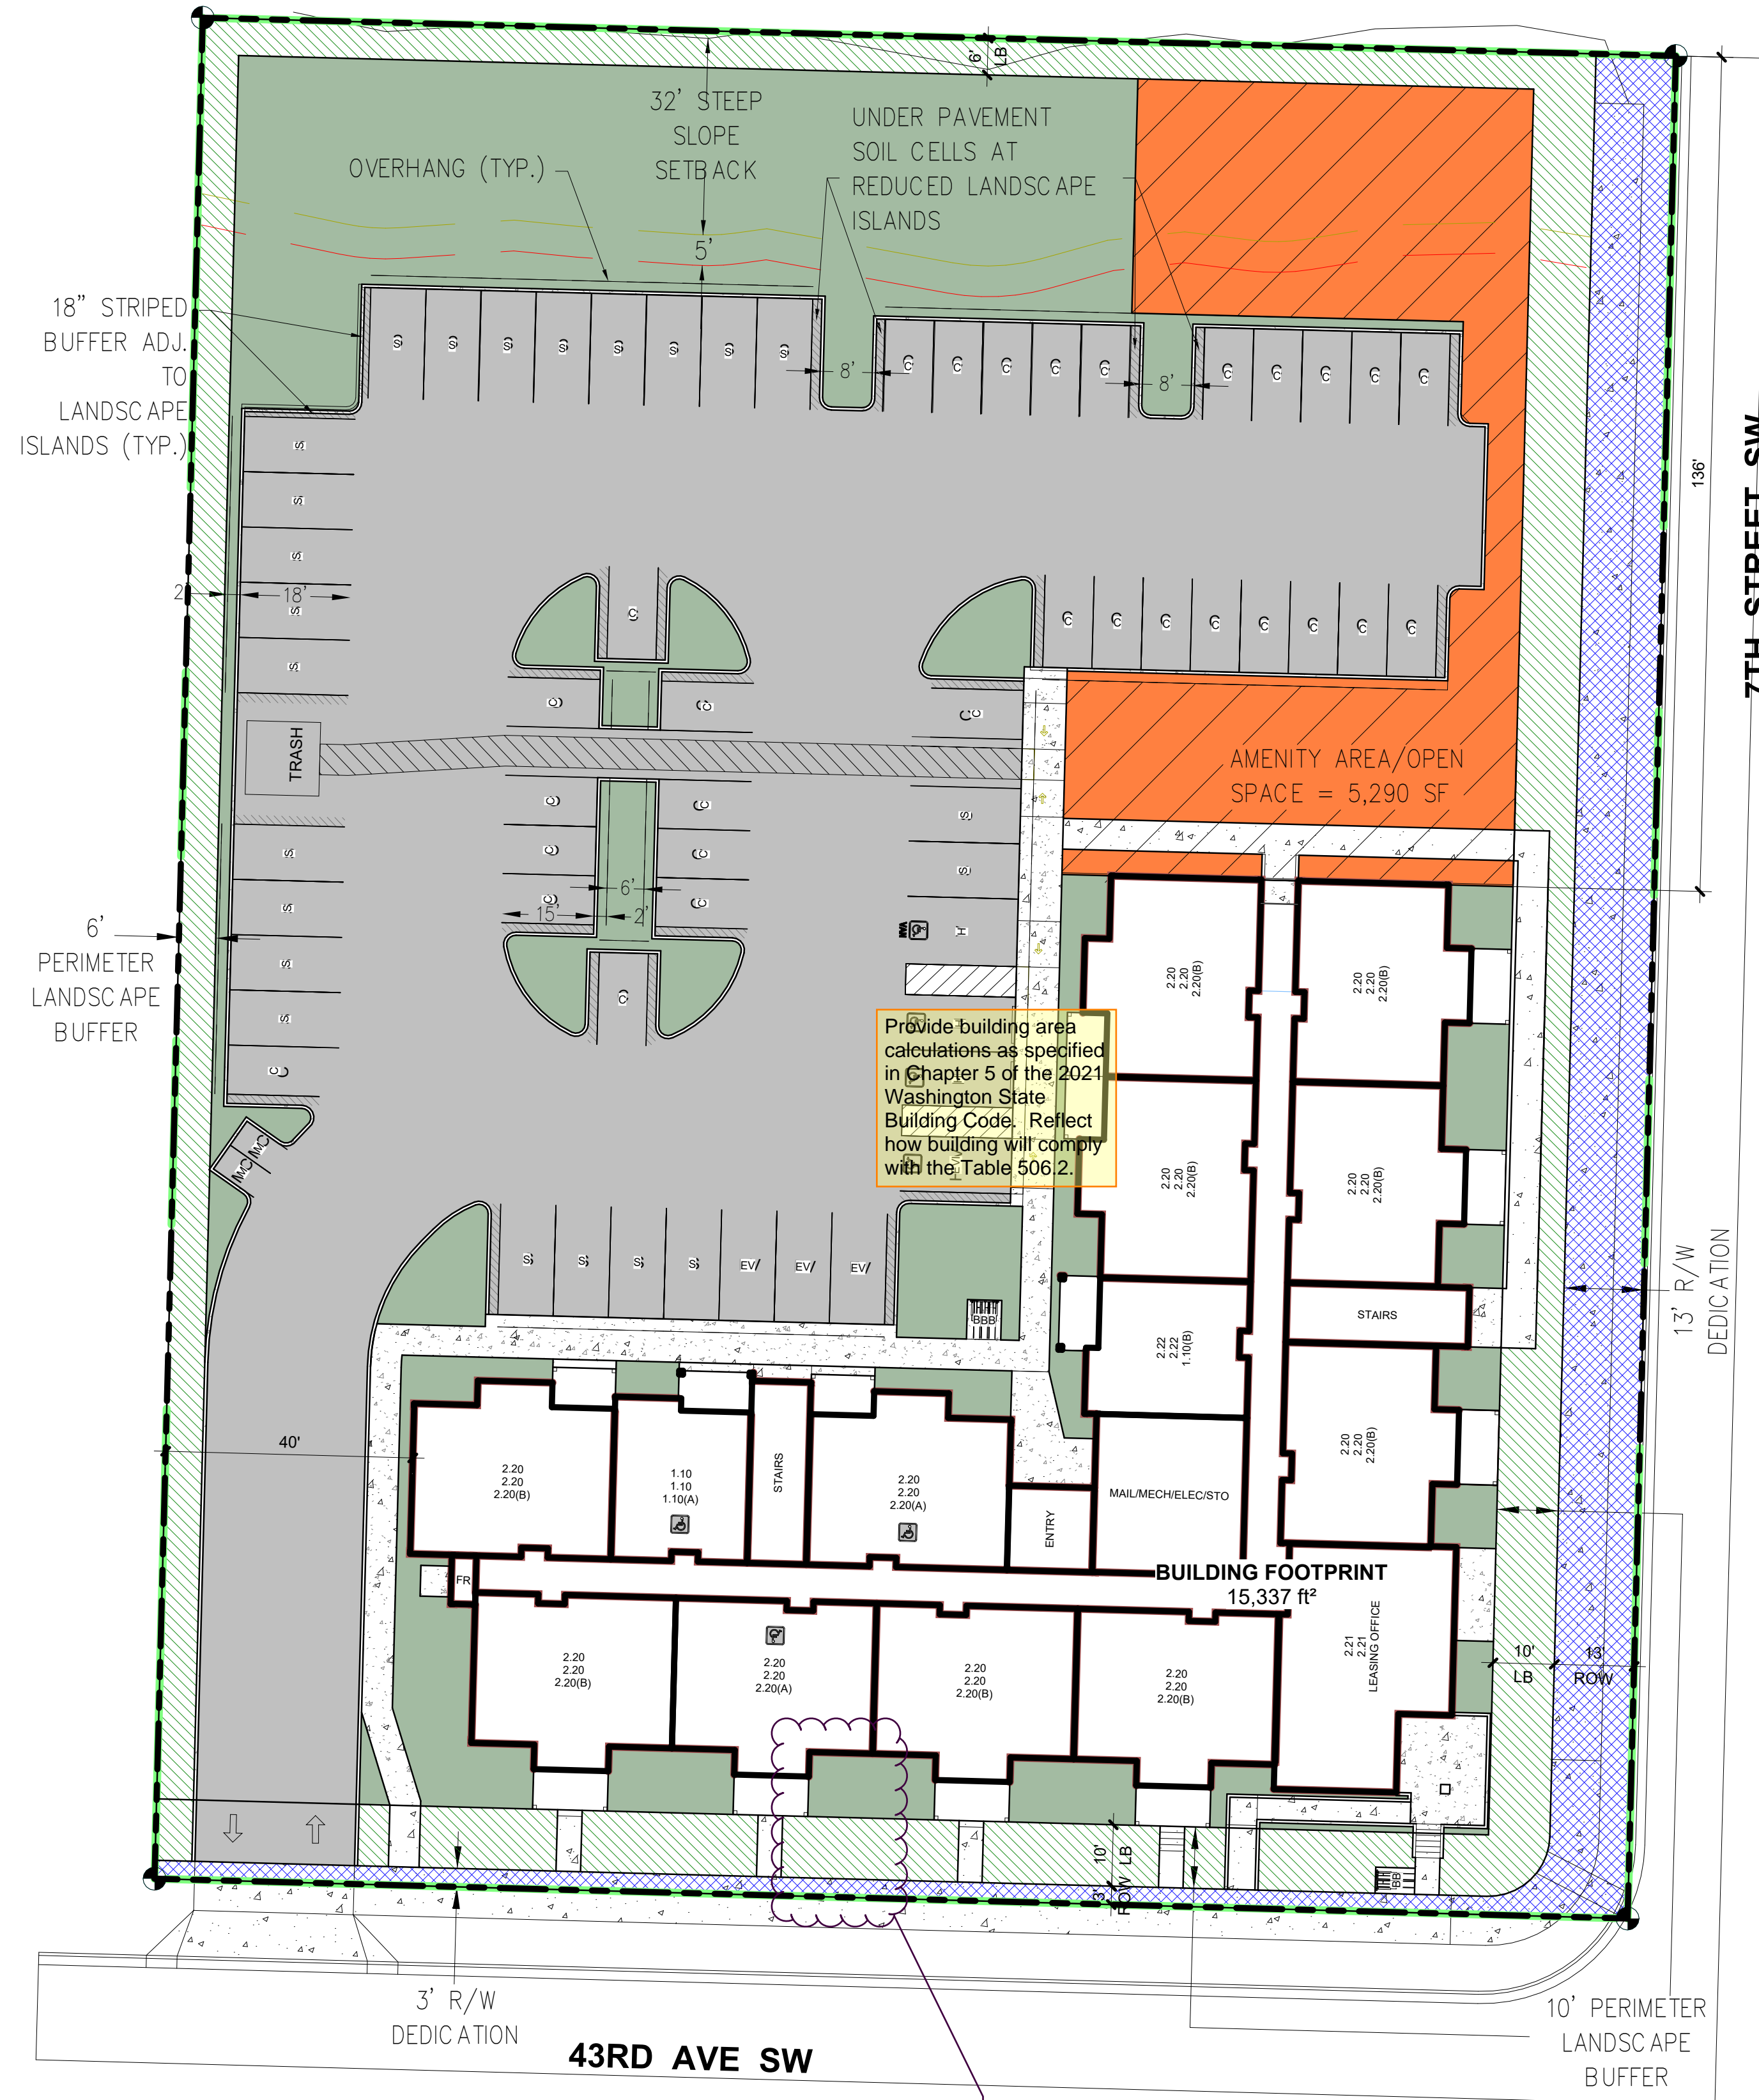 6'
LB
32' STEEP
SLOPE
SETBACK
UNDER PAVEMENT
SOIL CELLS AT
REDUCED LANDSCAPE
ISLANDS
OVERHANG (TYP.)
5'
18" STRIPED
BUFFER ADJ.
TO
LANDSCAPE
ISLANDS (TYP.)
S S S S S S S S
8'
C C C C C
8'
C C C C C
136'
7TH STREET SW
S
S
S
2'
18'
S
S
C
C C C C C C C C
C
C
C
TRASH
AMENITY AREA/OPEN
SPACE = 5,290 SF
C
C
S
C
C
S
S
S
C
C
6'
15'
2'
VAN
H
6'
PERIMETER
LANDSCAPE
BUFFER
S
S
C
C
2.20
2.20
2.20(B)
2.20
2.20
2.20(B)
Provide building area
calculations as specified
in Chapter 5 of the 2021
Washington State
Building Code. Reflect
how building will comply
with the Table 506.2.
MC
MC
2.20
2.20
2.20(B)
2.20
2.20
2.20(B)
S S S S EV EV EV
BBB
STAIRS
13' R/W
DEDICATION
2.22
2.22
1.10(B)
40'
2.20
2.20
2.20(B)
1.10
1.10
1.10(A)
STAIRS
2.20
2.20
2.20(A)
ENTRY
MAIL/MECH/ELEC/STO
2.20
2.20
2.20(B)
FR
BUILDING FOOTPRINT
15,337 ft²
2.20
2.20
2.20(B)
2.20
2.20
2.20(A)
2.20
2.20
2.20(B)
2.20
2.20
2.20(B)
2.21
2.21
LEASING OFFICE
10'
LB
13'
ROW
10'
LB
3'
ROW
BB
3' R/W
DEDICATION
43RD AVE SW
10' PERIMETER
LANDSCAPE
BUFFER